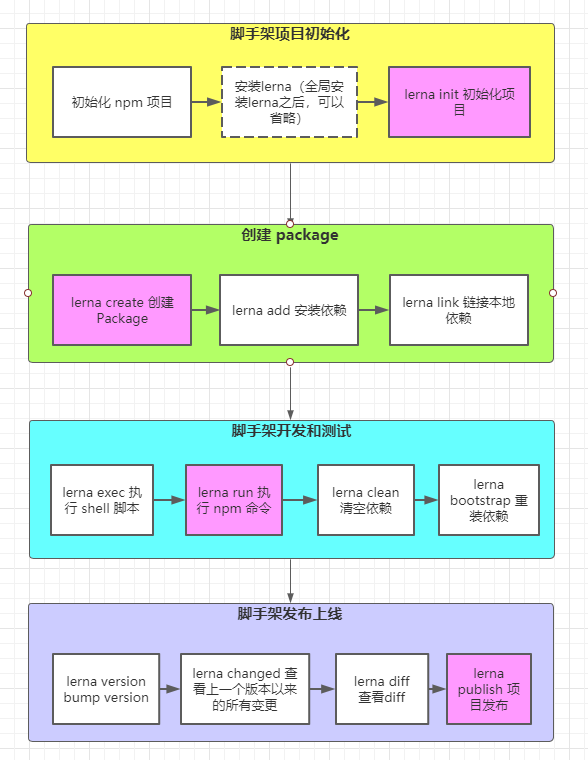 脚手架项目初始化
初始化 npm 项目
安装lerna（全局安
装lerna之后，可以
省略）
lerna init 初始化项
目
创建 package
lerna create 创建
Package
lerna add 安装依赖
lerna link 链接本地
依赖
脚手架开发和测试
lerna exec 执
行 shell 脚本
lerna run 执
行 npm 命令
lerna clean
清空依赖
lerna
bootstrap 重
装依赖
脚手架发布上线
lerna version
bump version
lerna changed 查
看上一个版本以来
的所有变更
lerna diff
查看diff
lerna
publish 项
目发布